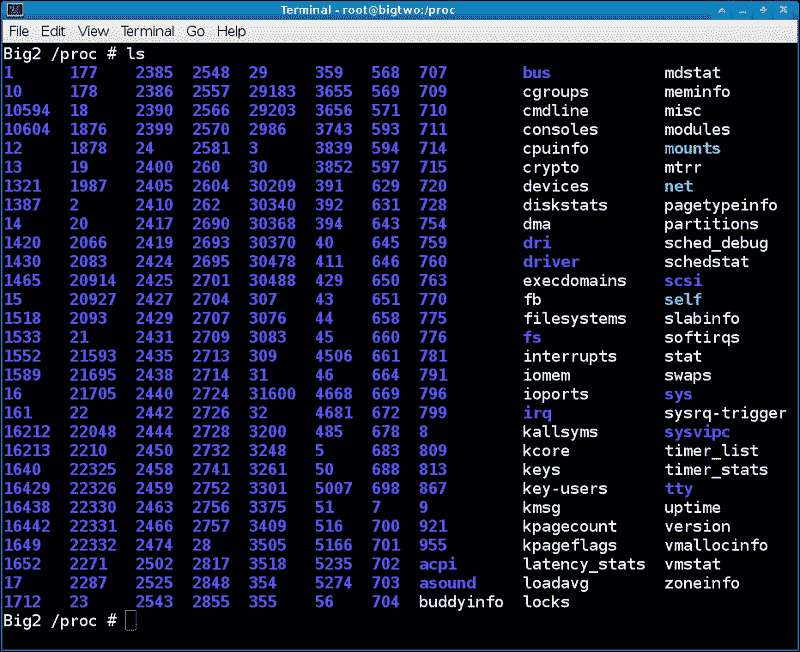 Terminal - root@bigtwo:/proc
File Edit View Terminal Go Help
Big2 /proc # ls
1 177 2385 2548 29 359 568 707 bus mdstat
10 178 2386 2557 29183 3655 569 709 cgroups meminfo
10594 18 2390 2566 29203 3656 571 710 cmdline misc
10604 1876 2399 2570 2986 3743 593 711 consoles modules
12 1878 24 2581 3 3839 594 714 cpuinfo mounts
13 19 2400 260 30 3852 597 715 crypto mtrr
1321 1987 2405 2604 30209 391 629 720 devices net
1387 2 2410 262 30340 392 631 728 diskstats pagetypeinfo
14 20 2417 2690 30368 394 643 754 dma partitions
1420 2066 2419 2693 30370 40 645 759 dri sched_debug
1430 2083 2424 2695 30478 411 646 760 driver schedstat
1465 20914 2425 2701 30488 429 650 763 execdomains scsi
15 20927 2427 2704 307 43 651 770 fb self
1518 2093 2429 2707 3076 44 658 775 filesystems slabinfo
1533 21 2431 2709 3083 45 660 776 fs softirqs
1552 21593 2435 2713 309 4506 661 781 interrupts stat
1589 21695 2438 2714 31 46 664 791 iomem swaps
16 21705 2440 2724 31600 4668 669 796 ioports sys
161 22 2442 2726 32 4681 672 799 irq sysrq-trigger
16212 22048 2444 2728 3200 485 678 8 kallsyms sysvipc
16213 2210 2450 2732 3248 5 683 809 kcore timer_list
1640 22325 2458 2741 3261 50 688 813 keys timer_stats
16429 22326 2459 2752 3301 5007 698 867 key-users tty
16438 22330 2463 2756 3375 51 7 9 kmsg uptime
16442 22331 2466 2757 3409 516 700 921 kpagecount version
1649 22332 2474 28 3505 5166 701 955 kpageflags vmallocinfo
1652 2271 2502 2817 3518 5235 702 acpi latency_stats vmstat
17 2287 2525 2848 354 5274 703 asound loadavg zoneinfo
1712 23 2543 2855 355 56 704 buddyinfo locks
Big2 /proc #